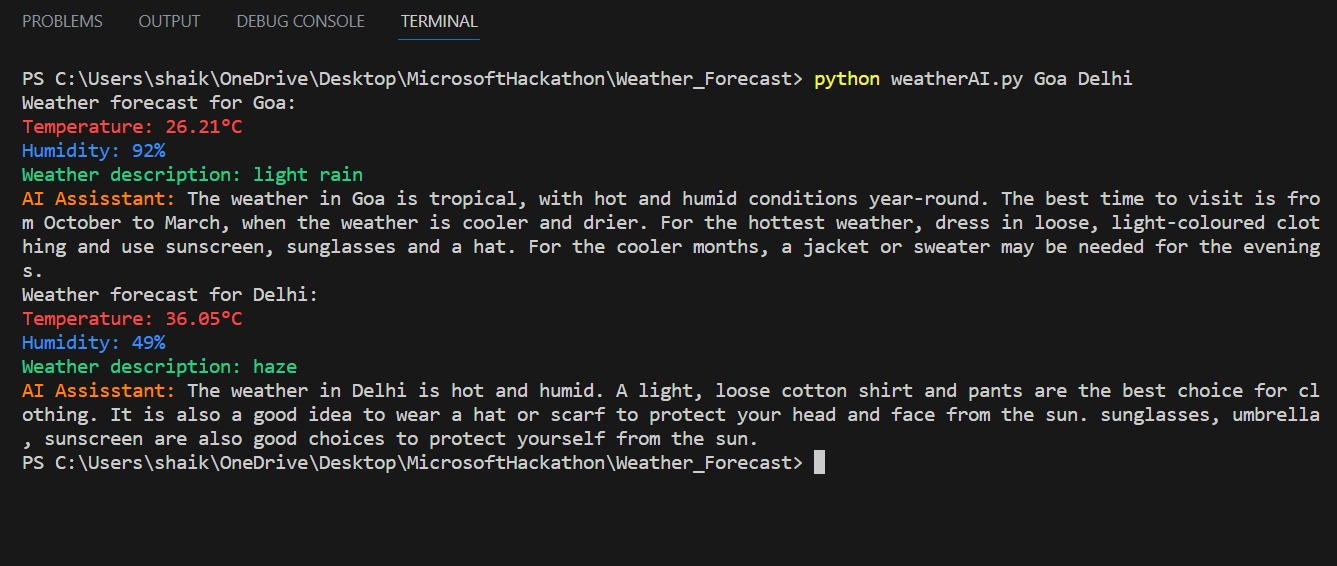 PROBLEMS OUTPUT DEBUG CONSOLE TERMINAL
PS C:\Users\shaik\OneDrive\Desktop\MicrosoftHackathon\Weather_Forecast> python weatherAI.py Goa Delhi
Weather forecast for Goa:
Temperature: 26.21°C
Humidity: 92%
Weather description: light rain
AI Assisstant: The weather in Goa is tropical, with hot and humid conditions year-round. The best time to visit is fro
m October to March, when the weather is cooler and drier. For the hottest weather, dress in loose, light-coloured clot
hing and use sunscreen, sunglasses and a hat. For the cooler months, a jacket or sweater may be needed for the evening
s.
Weather forecast for Delhi:
Temperature: 36.05°C
Humidity: 49%
Weather description: haze
AI Assisstant: The weather in Delhi is hot and humid. A light, loose cotton shirt and pants are the best choice for cl
othing. It is also a good idea to wear a hat or scarf to protect your head and face from the sun. sunglasses, umbrella
, sunscreen are also good choices to protect yourself from the sun.
PS C:\Users\shaik\OneDrive\Desktop\MicrosoftHackathon\Weather_Forecast>